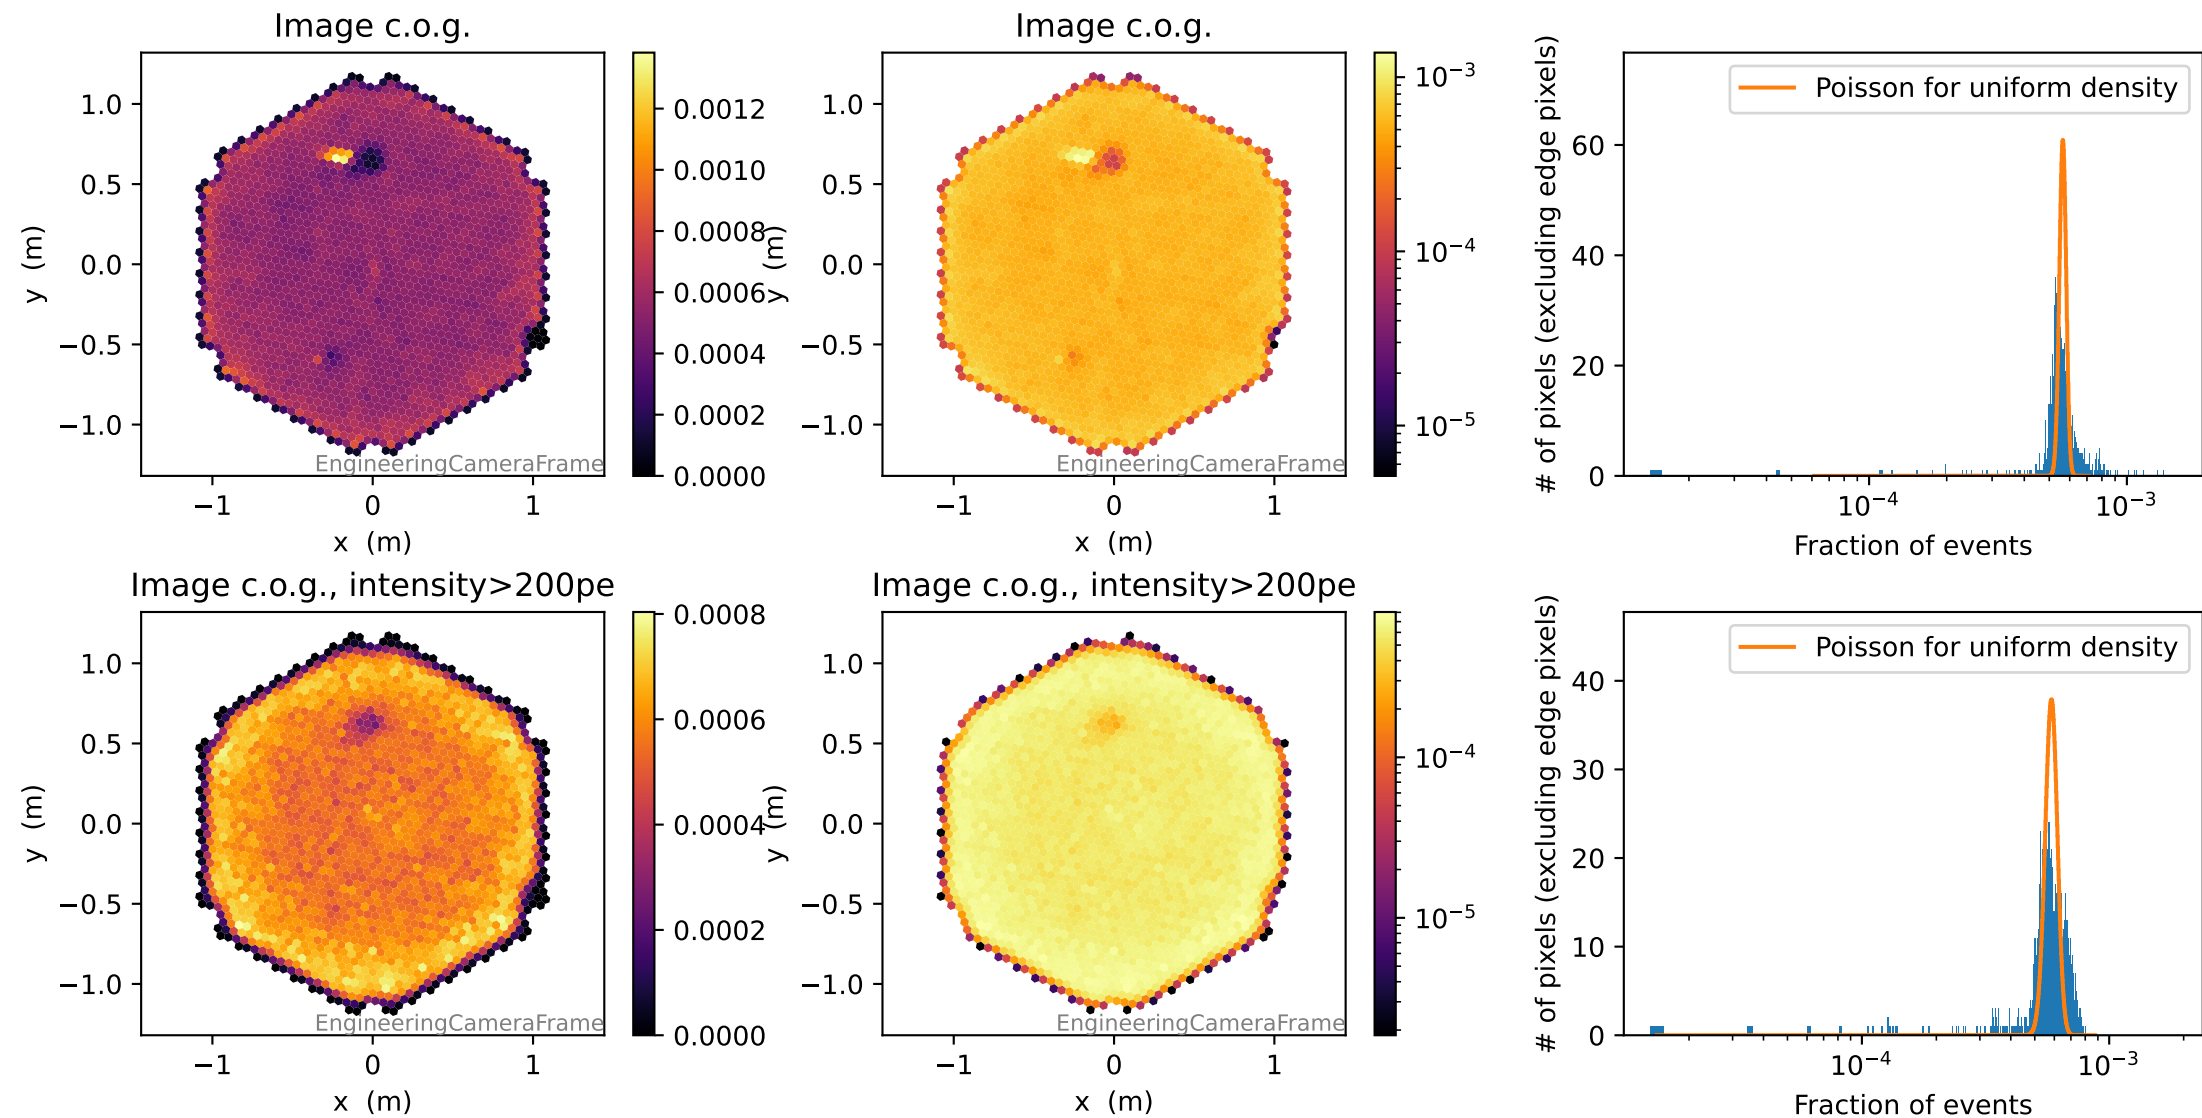 Image c.o.g.
y (m)
1.0
0.5
0.0
−0.5
−1.0
−1
0
1
x (m)
EngineeringCameraFrame
0.0012
0.0010
0.0008
0.0006
0.0004
0.0002
0.0000
Image c.o.g.
y (m)
1.0
0.5
0.0
−0.5
−1.0
−1
0
1
x (m)
EngineeringCameraFrame
10⁻³
10⁻⁴
10⁻⁵
# of pixels (excluding edge pixels)
60
40
20
0
Poisson for uniform density
10⁻⁴
10⁻³
Fraction of events
Image c.o.g., intensity>200pe
y (m)
1.0
0.5
0.0
−0.5
−1.0
−1
0
1
x (m)
EngineeringCameraFrame
0.0008
0.0006
0.0004
0.0002
0.0000
Image c.o.g., intensity>200pe
y (m)
1.0
0.5
0.0
−0.5
−1.0
−1
0
1
x (m)
EngineeringCameraFrame
10⁻⁴
10⁻⁵
# of pixels (excluding edge pixels)
40
30
20
10
0
Poisson for uniform density
10⁻⁴
10⁻³
Fraction of events